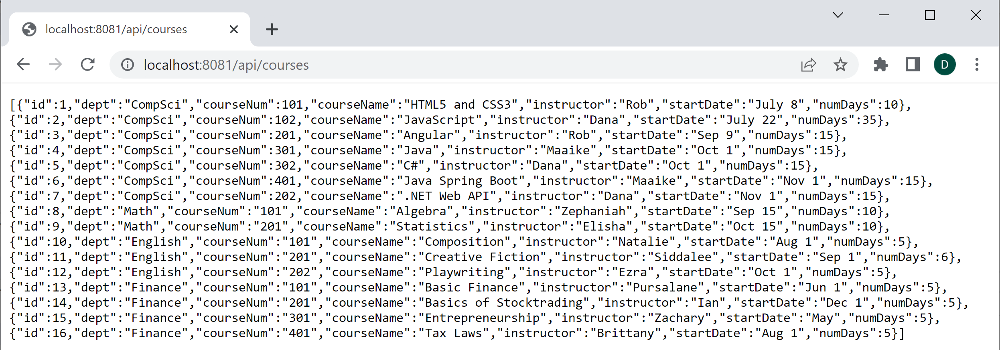 localhost:8081/api/courses
localhost:8081/api/courses
D
[{"id":1,"dept":"CompSci","courseNum":101,"courseName":"HTML5 and CSS3","instructor":"Rob","startDate":"July 8","numDays":10},
{"id":2,"dept":"CompSci","courseNum":102,"courseName":"JavaScript","instructor":"Dana","startDate":"July 22","numDays":35},
{"id":3,"dept":"CompSci","courseNum":201,"courseName":"Angular","instructor":"Rob","startDate":"Sep 9","numDays":15},
{"id":4,"dept":"CompSci","courseNum":301,"courseName":"Java","instructor":"Maaike","startDate":"Oct 1","numDays":15},
{"id":5,"dept":"CompSci","courseNum":302,"courseName":"C#","instructor":"Dana","startDate":"Oct 1","numDays":15},
{"id":6,"dept":"CompSci","courseNum":401,"courseName":"Java Spring Boot","instructor":"Maaike","startDate":"Nov 1","numDays":15},
{"id":7,"dept":"CompSci","courseNum":202,"courseName":".NET Web API","instructor":"Dana","startDate":"Nov 1","numDays":15},
{"id":8,"dept":"Math","courseNum":"101","courseName":"Algebra","instructor":"Zephaniah","startDate":"Sep 15","numDays":10},
{"id":9,"dept":"Math","courseNum":"201","courseName":"Statistics","instructor":"Elisha","startDate":"Oct 15","numDays":10},
{"id":10,"dept":"English","courseNum":"101","courseName":"Composition","instructor":"Natalie","startDate":"Aug 1","numDays":5},
{"id":11,"dept":"English","courseNum":"201","courseName":"Creative Fiction","instructor":"Siddalee","startDate":"Sep 1","numDays":6},
{"id":12,"dept":"English","courseNum":"202","courseName":"Playwriting","instructor":"Ezra","startDate":"Oct 1","numDays":5},
{"id":13,"dept":"Finance","courseNum":"101","courseName":"Basic Finance","instructor":"Pursalane","startDate":"Jun 1","numDays":5},
{"id":14,"dept":"Finance","courseNum":"201","courseName":"Basics of Stocktrading","instructor":"Ian","startDate":"Dec 1","numDays":5},
{"id":15,"dept":"Finance","courseNum":"301","courseName":"Entrepreneurship","instructor":"Zachary","startDate":"May","numDays":5},
{"id":16,"dept":"Finance","courseNum":"401","courseName":"Tax Laws","instructor":"Brittany","startDate":"Aug 1","numDays":5}]